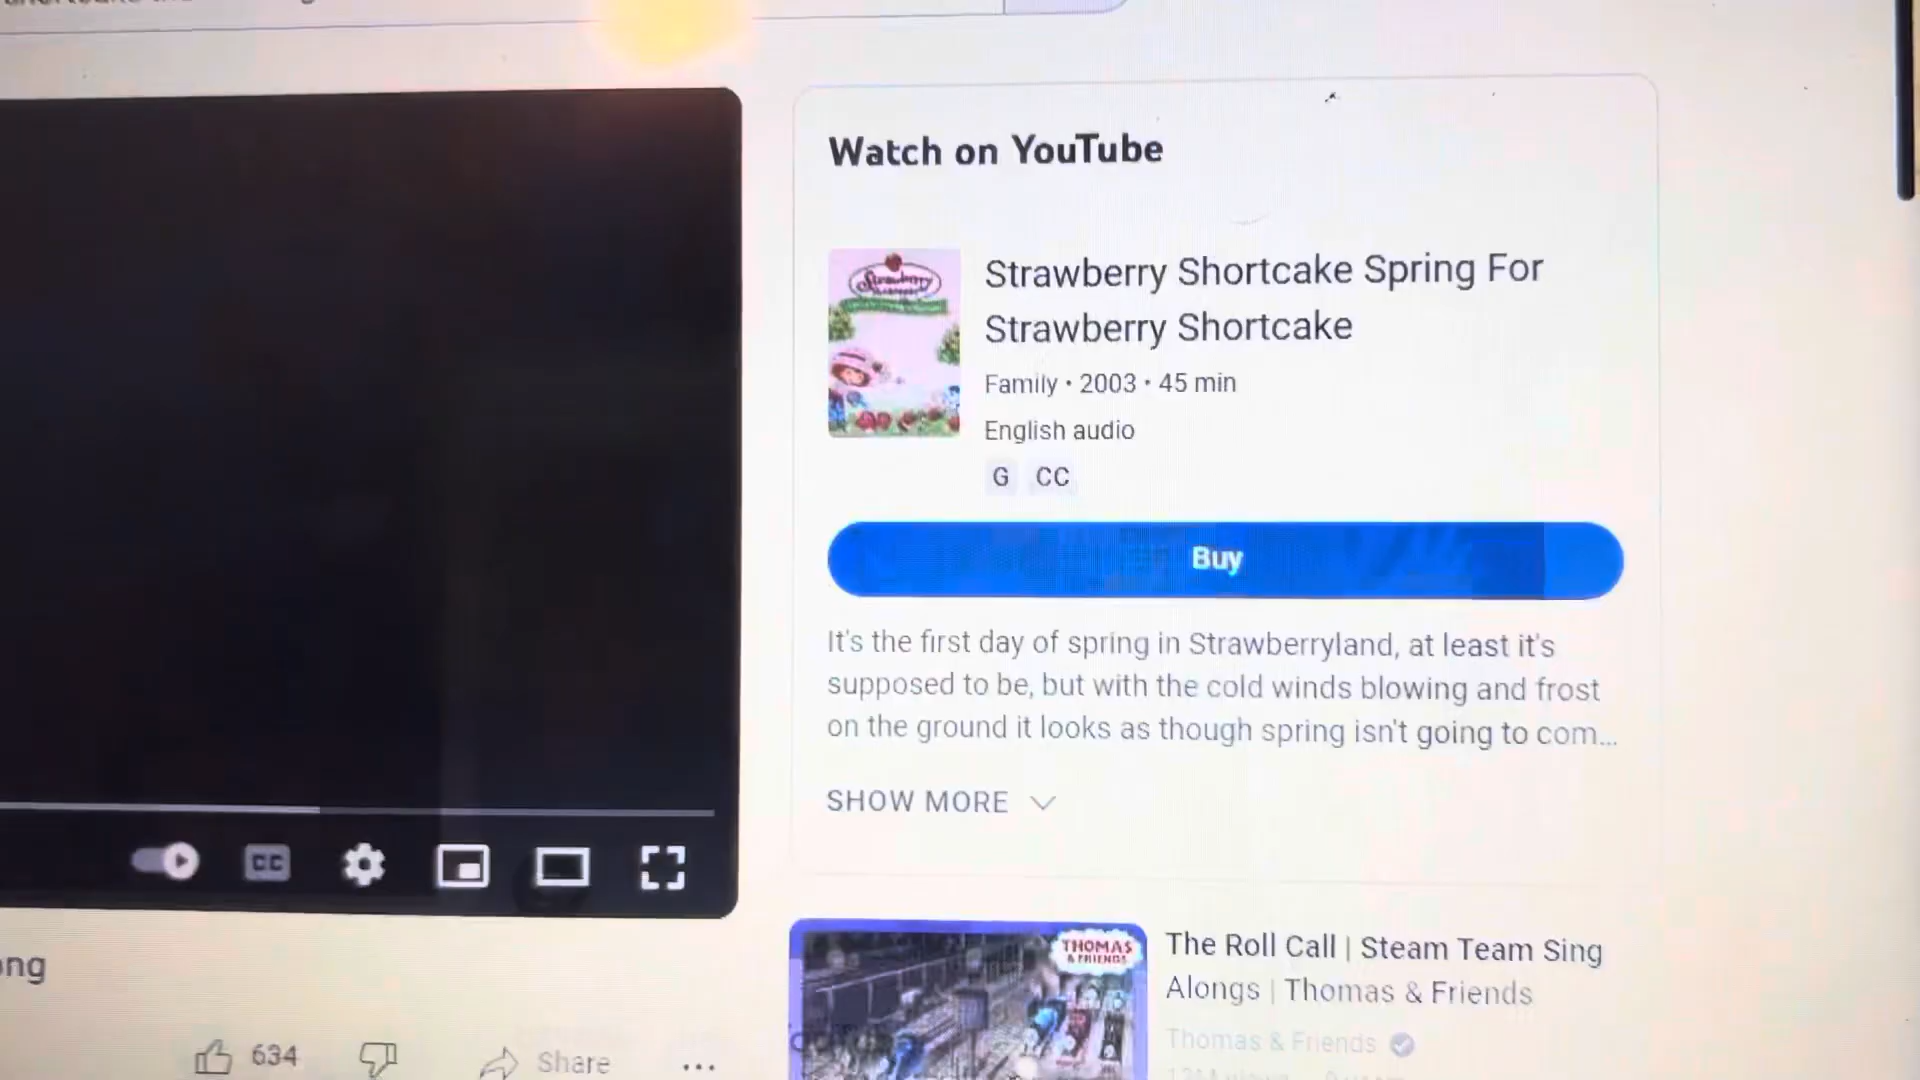 Watch on YouTube
Strawberry
Strawberry Shortcake Spring For
Strawberry Shortcake
Family • 2003 • 45 min
English audio
G CC
Buy
It's the first day of spring in Strawberryland, at least it's
supposed to be, but with the cold winds blowing and frost
on the ground it looks as though spring isn't going to com...
SHOW MORE
CC
ong
634
Share
THOMAS
& FRIENDS
The Roll Call | Steam Team Sing
Alongs | Thomas & Friends
Thomas & Friends